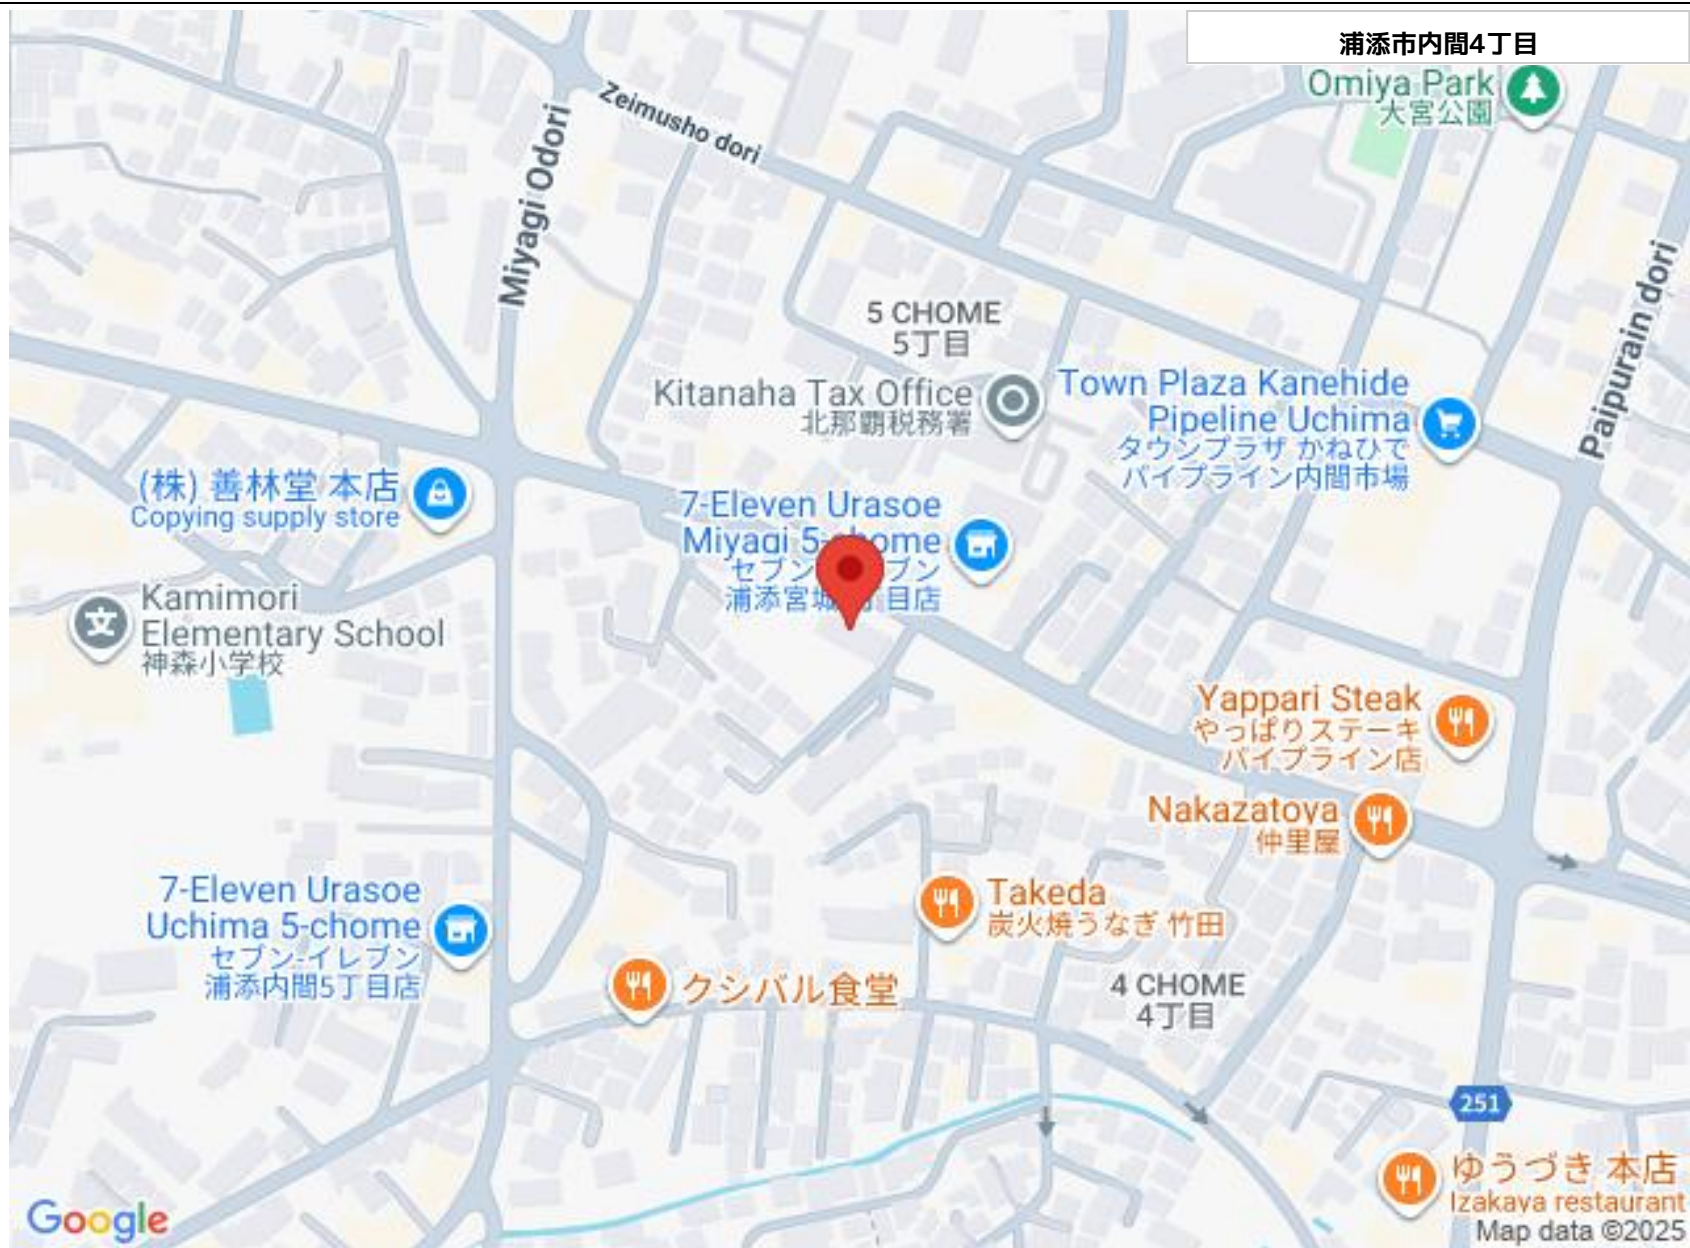 浦添市内間4丁目
Omiya Park
大宮公園
Zeimusho dori
Miyagi Odori
Paipurain dori
5 CHOME
5丁目
Kitanaha Tax Office
北那覇税務署
Town Plaza Kanehide
Pipeline Uchima
タウンプラザ かねひで
パイプライン内間市場
(株) 善林堂 本店
Copying supply store
7-Eleven Urasoe
Miyagi 5-chome
セブン ブン
浦添宮城 目店
Kamimori
Elementary School
神森小学校
Yappari Steak
やっぱりステーキ
パイプライン店
Nakazatoya
仲里屋
7-Eleven Urasoe
Uchima 5-chome
セブン-イレブン
浦添内間5丁目店
Takeda
炭火焼うなぎ 竹田
クシバル食堂
4 CHOME
4丁目
251
ゆうづき 本店
Izakaya restaurant
Google
Map data ©2025